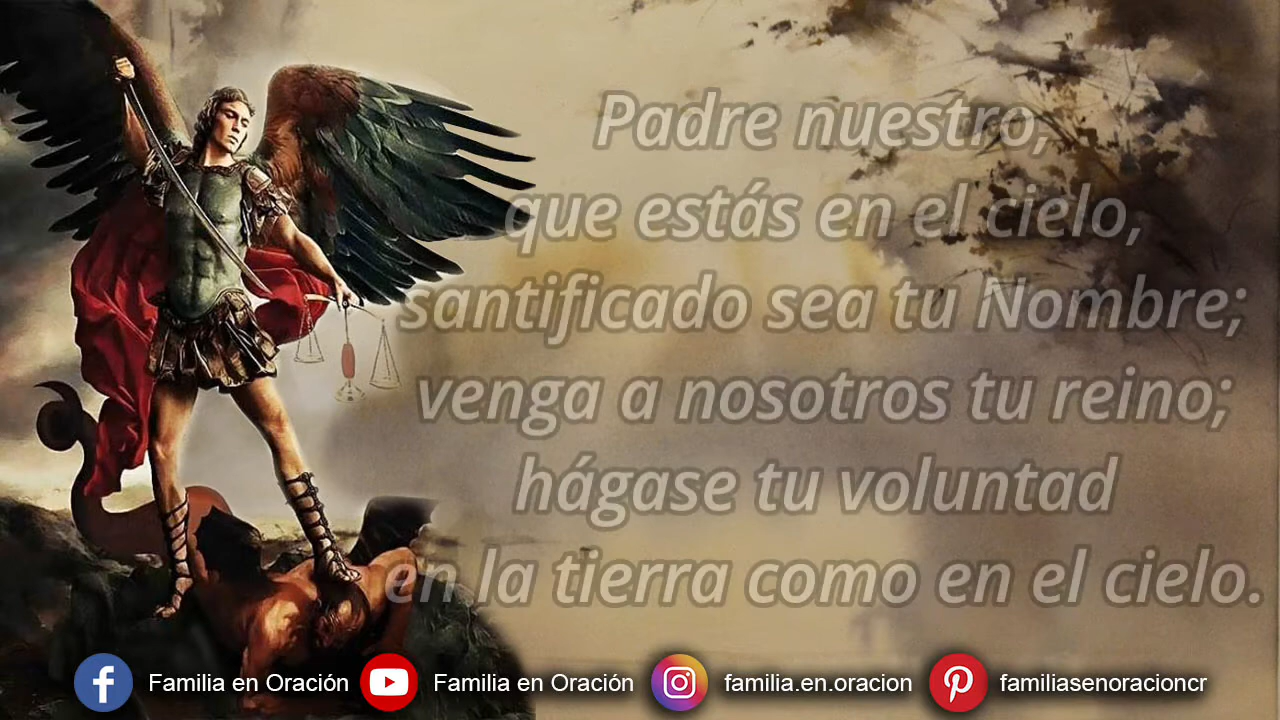 Padre nuestro,
que estás en el cielo,
santificado sea tu Nombre;
venga a nosotros tu reino;
hágase tu voluntad
en la tierra como en el cielo.
Familia en Oración
Familia en Oración
familia.en.oracion
familiasenoracioncr